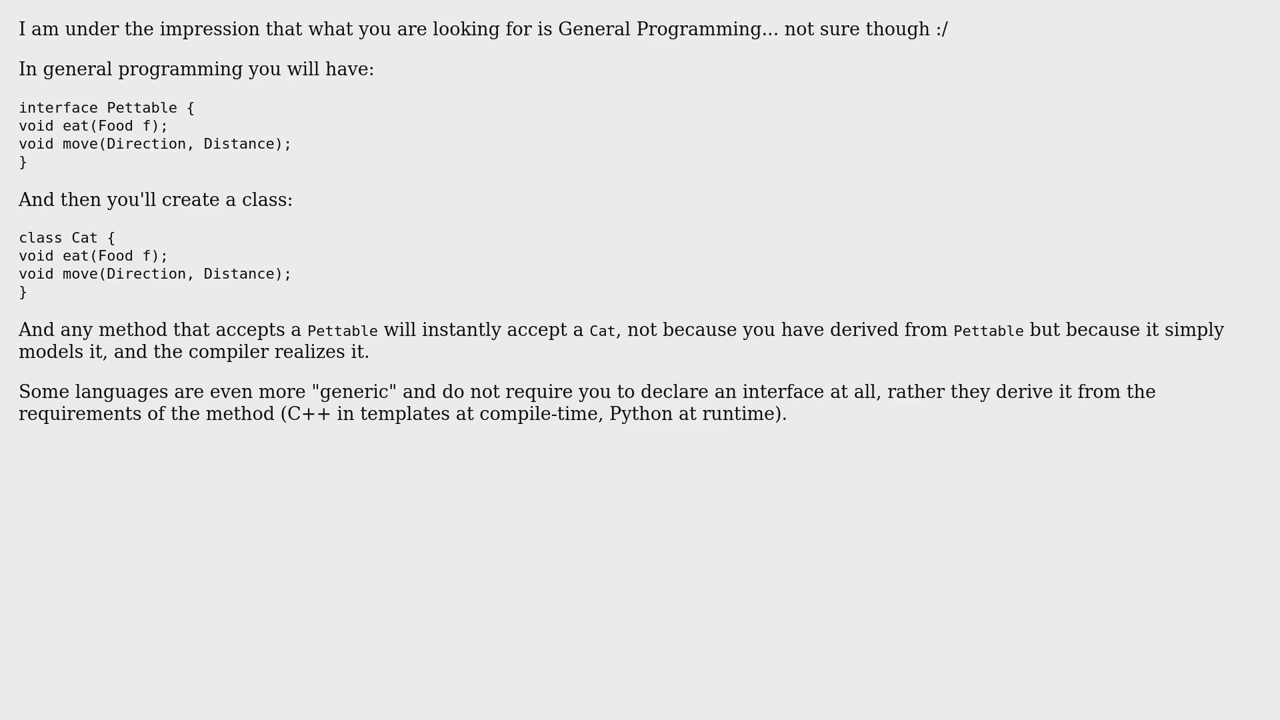 I am under the impression that what you are looking for is General Programming... not sure though :/
In general programming you will have:
interface Pettable {
void eat(Food f);
void move(Direction, Distance);
}
And then you'll create a class:
class Cat {
void eat(Food f);
void move(Direction, Distance);
}
And any method that accepts a Pettable will instantly accept a Cat, not because you have derived from Pettable but because it simply
models it, and the compiler realizes it.
Some languages are even more "generic" and do not require you to declare an interface at all, rather they derive it from the
requirements of the method (C++ in templates at compile-time, Python at runtime).